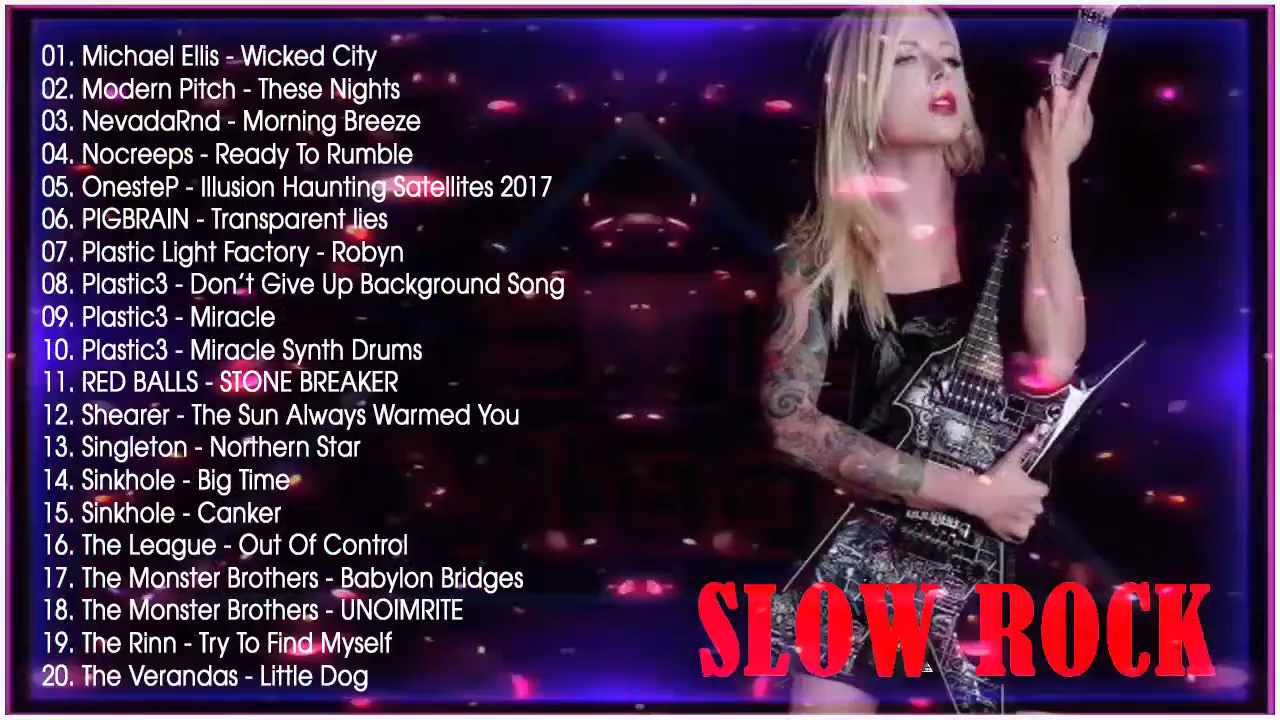 01. Michael Ellis - Wicked City
02. Modern Pitch - These Nights
03. NevadaRnd - Morning Breeze
04. Nocreeps - Ready To Rumble
05. OnesteP - Illusion Haunting Satellites 2017
06. PIGBRAIN - Transparent lies
07. Plastic Light Factory - Robyn
08. Plastic3 - Don't Give Up Background Song
09. Plastic3 - Miracle
10. Plastic3 - Miracle Synth Drums
11. RED BALLS - STONE BREAKER
12. Shearer - The Sun Always Warmed You
13. Singleton - Northern Star
14. Sinkhole - Big Time
15. Sinkhole - Canker
16. The League - Out Of Control
17. The Monster Brothers - Babylon Bridges
18. The Monster Brothers - UNOIMRITE
19. The Rinn - Try To Find Myself
20. The Verandas - Little Dog
SLOW ROCK